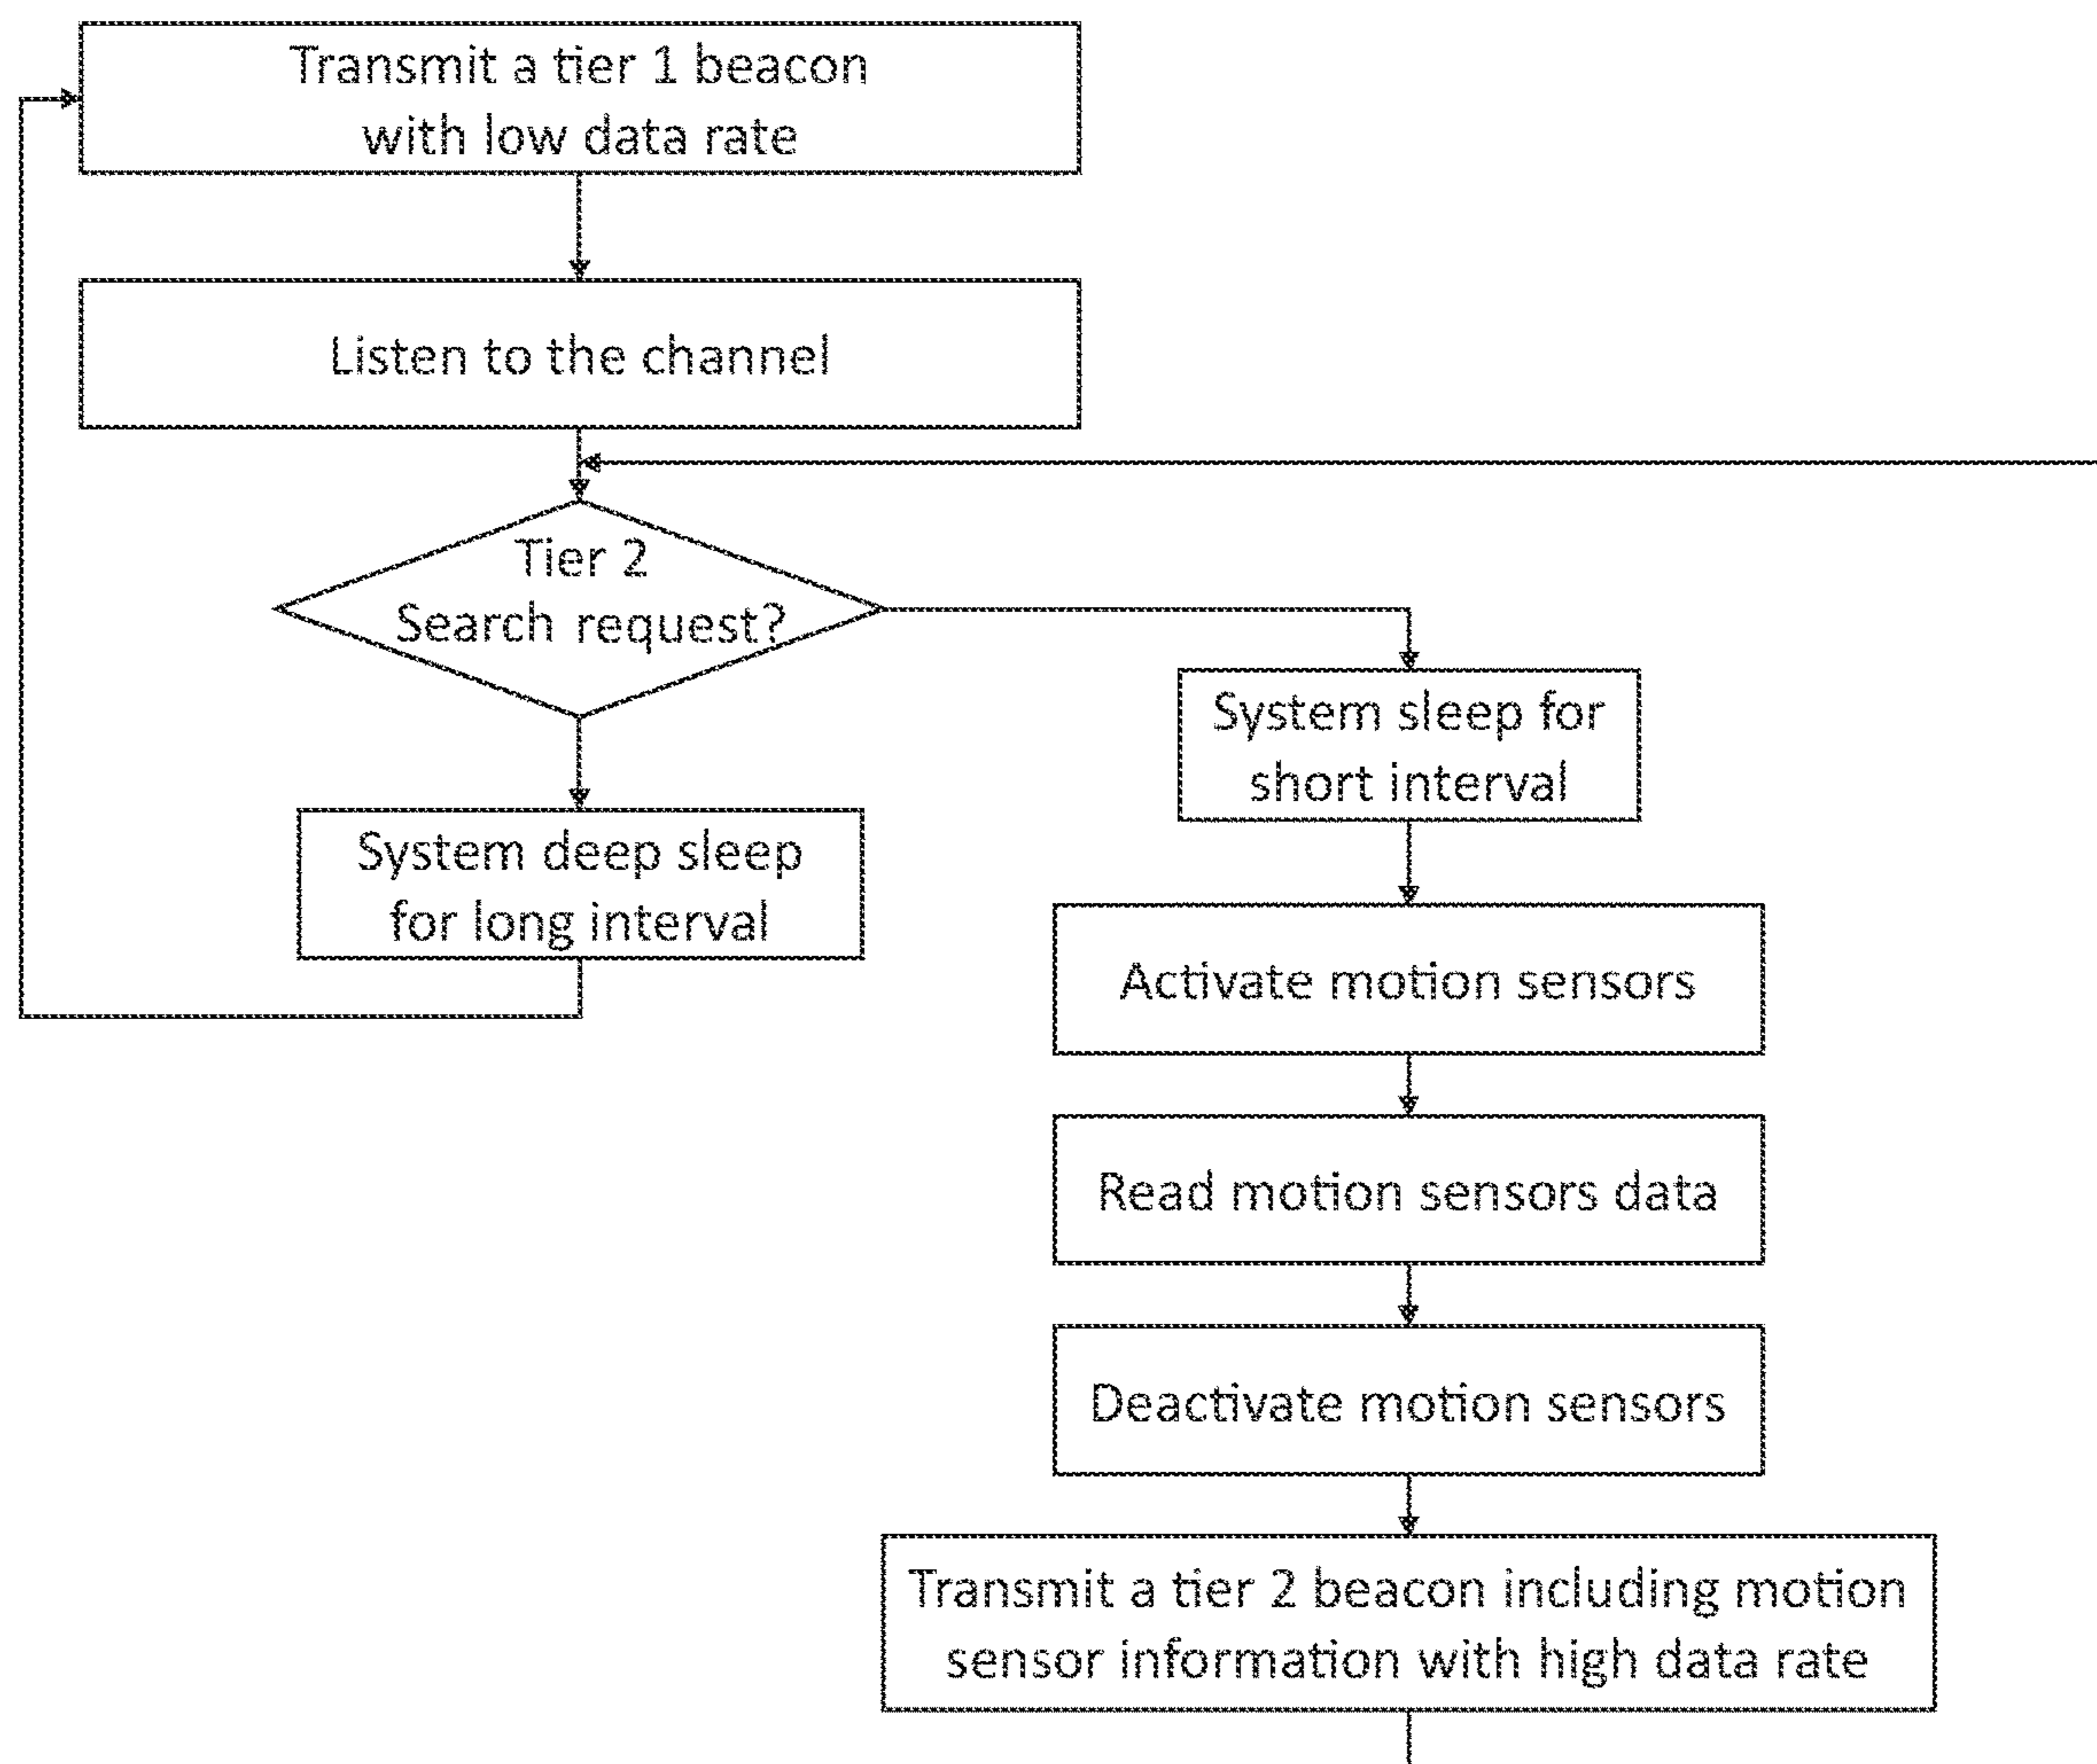 Transmit a tier 1 beacon
with low data rate
Listen to the channel
Tier 2
Search request?
System deep sleep
for long interval
System sleep for
short interval
Activate motion sensors
Read motion sensors data
Deactivate motion sensors
Transmit a tier 2 beacon including motion
sensor information with high data rate